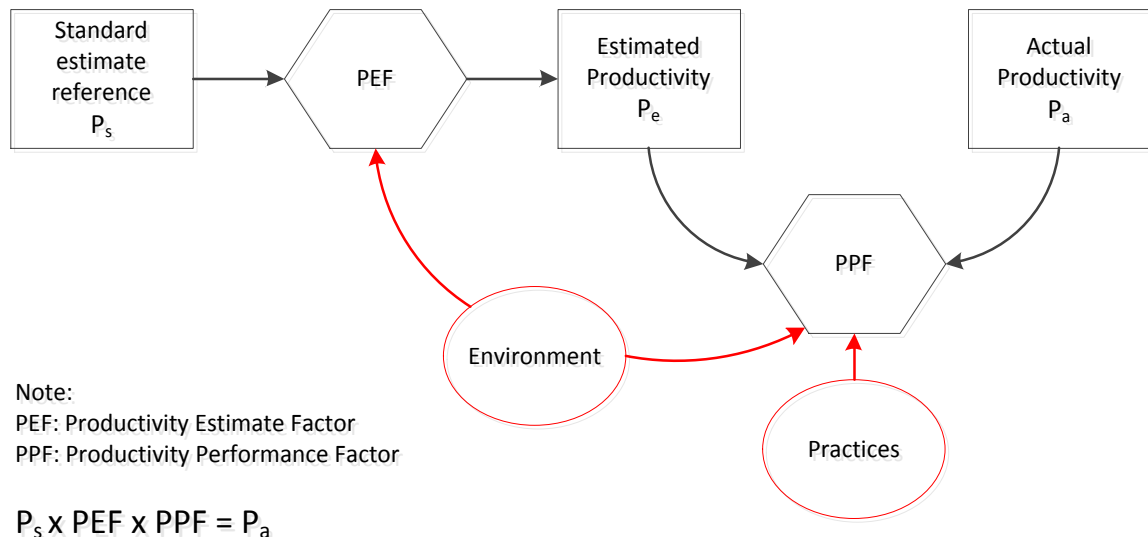 Standard
estimate
reference
Pₛ
PEF
Estimated
Productivity
Pₑ
Actual
Productivity
Pₐ
PPF
Environment
Practices
Note:
PEF: Productivity Estimate Factor
PPF: Productivity Performance Factor
Pₛ x PEF x PPF = Pₐ